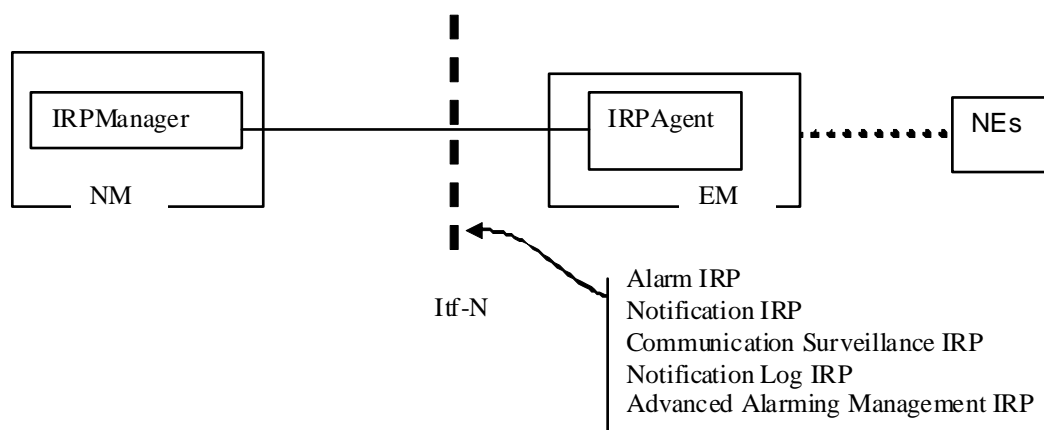 IRPManager
IRPAgent
NEs
NM
EM
Itf-N
Alarm IRP
Notification IRP
Communication Surveillance IRP
Notification Log IRP
Advanced Alarming Management IRP